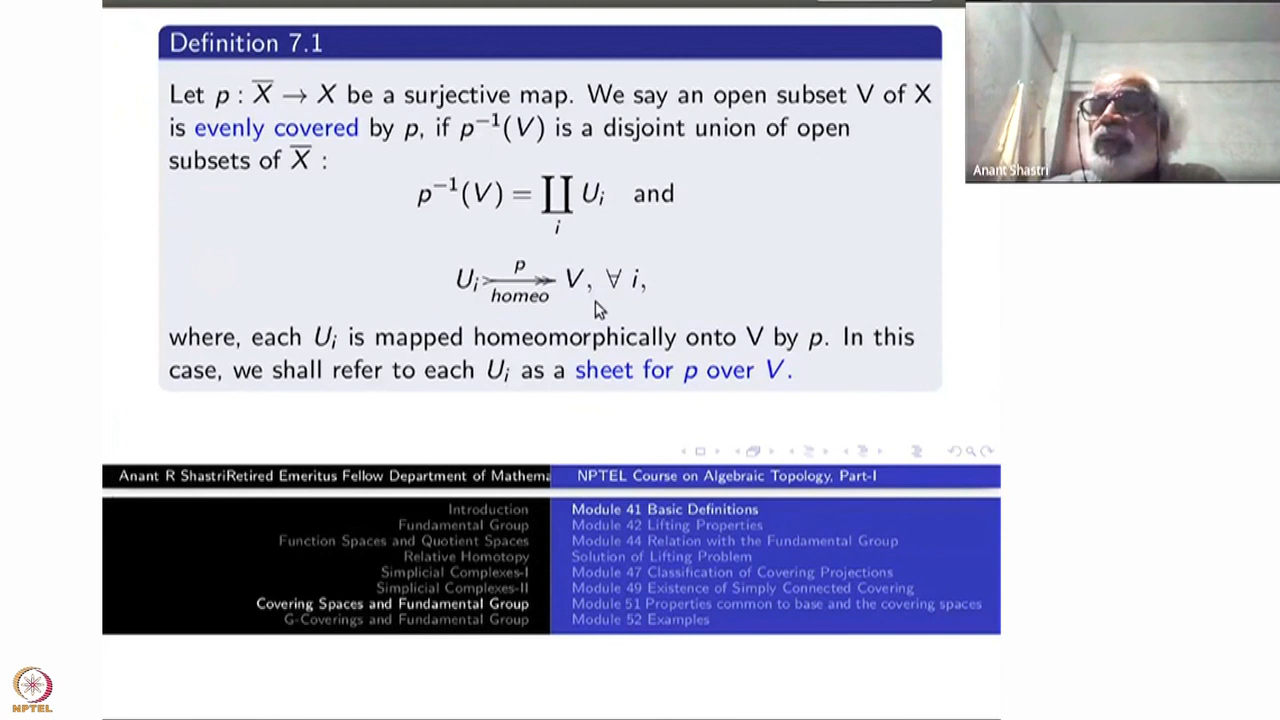 Definition 7.1
Let p : X̅ → X be a surjective map. We say an open subset V of X
is evenly covered by p, if p⁻¹(V) is a disjoint union of open
subsets of X̅ :
p⁻¹(V) = ∐ Uᵢ and
i
p
Uᵢ ↣↠ V, ∀ i,
homeo
where, each Uᵢ is mapped homeomorphically onto V by p. In this
case, we shall refer to each Uᵢ as a sheet for p over V.
Anant Shastri
Anant R ShastriRetired Emeritus Fellow Department of Mathema
NPTEL Course on Algebraic Topology, Part-I
Introduction
Fundamental Group
Function Spaces and Quotient Spaces
Relative Homotopy
Simplicial Complexes-I
Simplicial Complexes-II
Covering Spaces and Fundamental Group
G-Coverings and Fundamental Group
Module 41 Basic Definitions
Module 42 Lifting Properties
Module 44 Relation with the Fundamental Group
Solution of Lifting Problem
Module 47 Classification of Covering Projections
Module 49 Existence of Simply Connected Covering
Module 51 Properties common to base and the covering spaces
Module 52 Examples
NPTEL